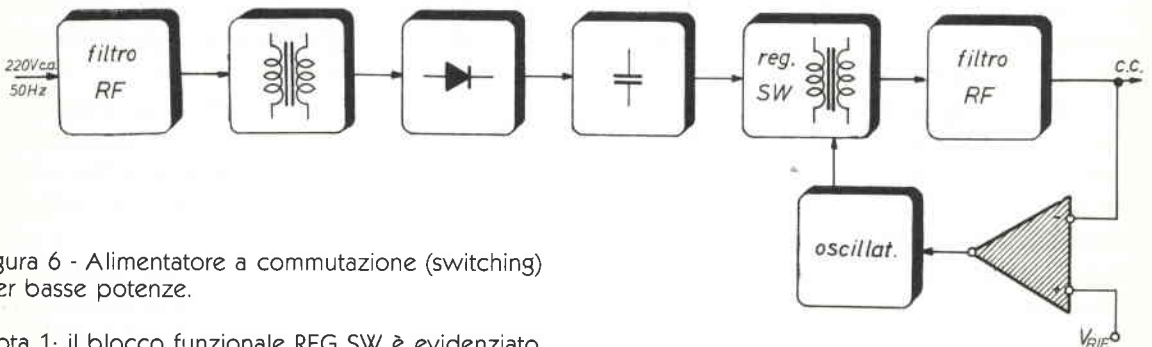 220Vca.
50Hz
filtro
RF
reg.
SW
filtro
RF
c.c.
oscillat.
-
+
VRIF
gura 6 - Alimentatore a commutazione (switching)
er basse potenze.
ota 1: il blocco funzionale REG SW è evidenziato